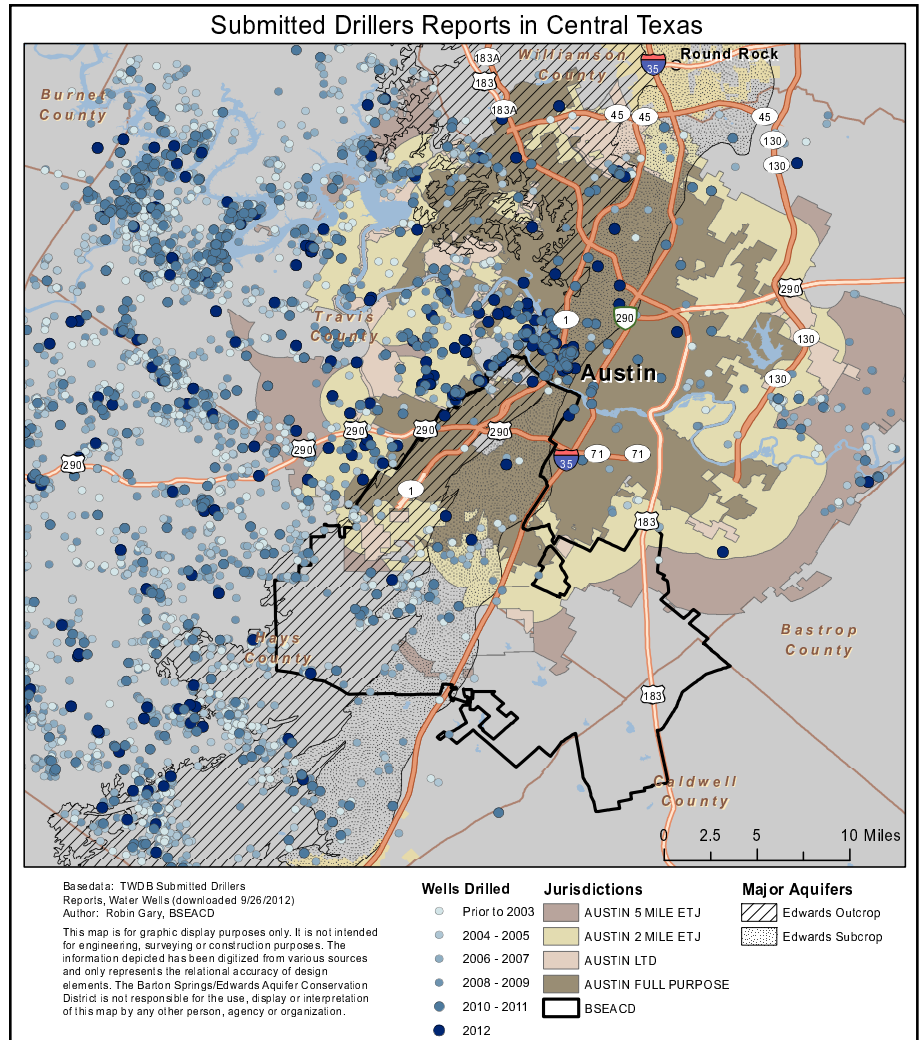 Submitted Drillers Reports in Central Texas
Williamson
County
Round Rock
Burnet
County
183A
183
183A
35
45
45
45
130
130
290
Travis
County
1
290
130
Austin
130
290
290
290
290
290
35
71
71
1
183
Hays
County
Bastrop
County
183
Caldwell
County
0 2.5 5 10 Miles
Basedata: TWDB Submitted Drillers
Reports, Water Wells (downloaded 9/26/2012)
Author: Robin Gary, BSEACD
This map is for graphic display purposes only. It is not intended
for engineering, surveying or construction purposes. The
information depicted has been digitized from various sources
and only represents the relational accuracy of design
elements. The Barton Springs/Edwards Aquifer Conservation
District is not responsible for the use, display or interpretation
of this map by any other person, agency or organization.
Wells Drilled
Prior to 2003
2004 - 2005
2006 - 2007
2008 - 2009
2010 - 2011
2012
Jurisdictions
AUSTIN 5 MILE ETJ
AUSTIN 2 MILE ETJ
AUSTIN LTD
AUSTIN FULL PURPOSE
BSEACD
Major Aquifers
Edwards Outcrop
Edwards Subcrop